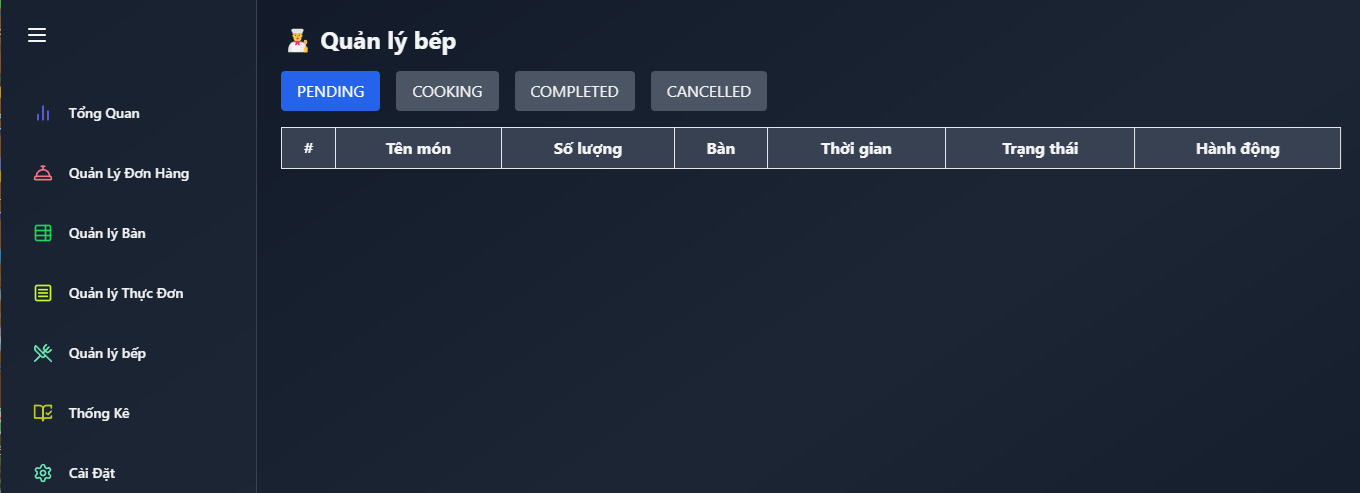 Quản lý bếp
PENDING COOKING COMPLETED CANCELLED
# Tên món Số lượng Bàn Thời gian Trạng thái Hành động
Tổng Quan
Quản Lý Đơn Hàng
Quản lý Bàn
Quản lý Thực Đơn
Quản lý bếp
Thống Kê
Cài Đặt